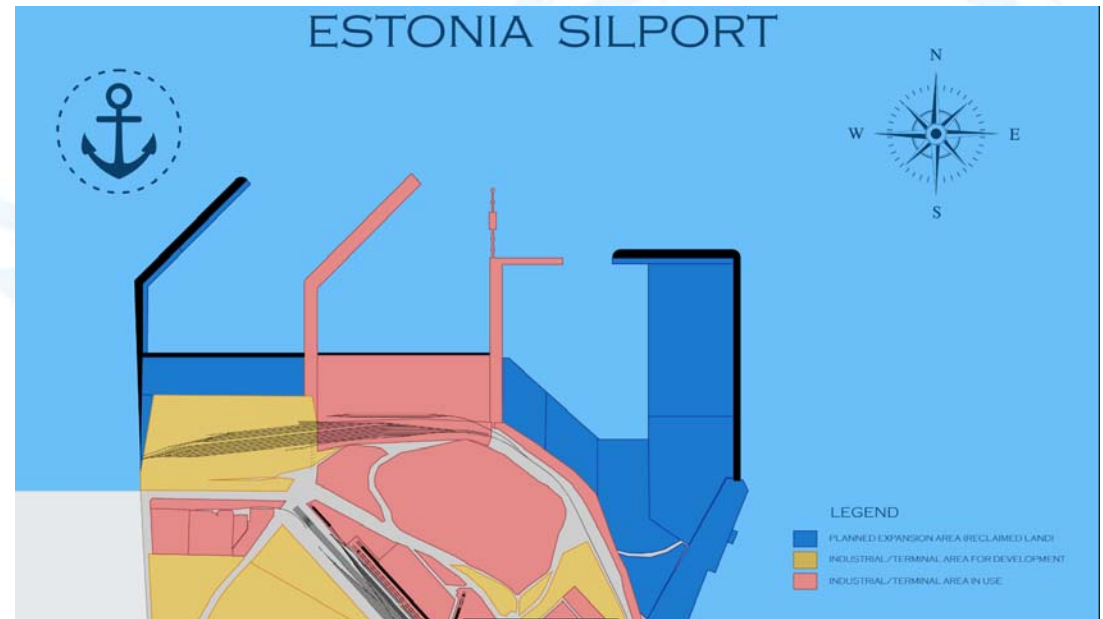 ESTONIA SILPORT
N
W E
S
LEGEND
PLANNED EXPANSION AREA (RECLAIMED LAND)
INDUSTRIAL/TERMINAL AREA FOR DEVELOPMENT
INDUSTRIAL/TERMINAL AREA IN USE